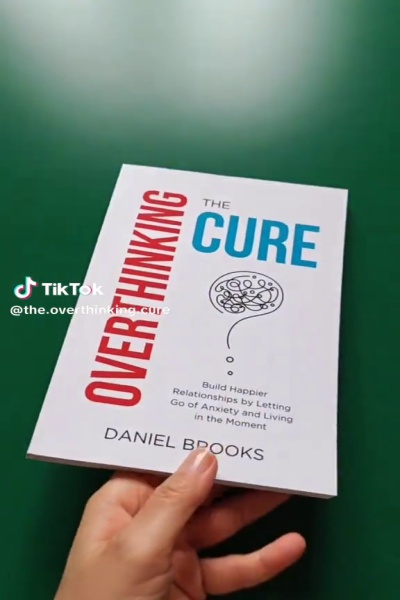 THE
OVERTHINKING
CURE
Build Happier
Relationships by Letting
Go of Anxiety and Living
in the Moment
DANIEL BROOKS
TikTok
@the.overthinking.cure